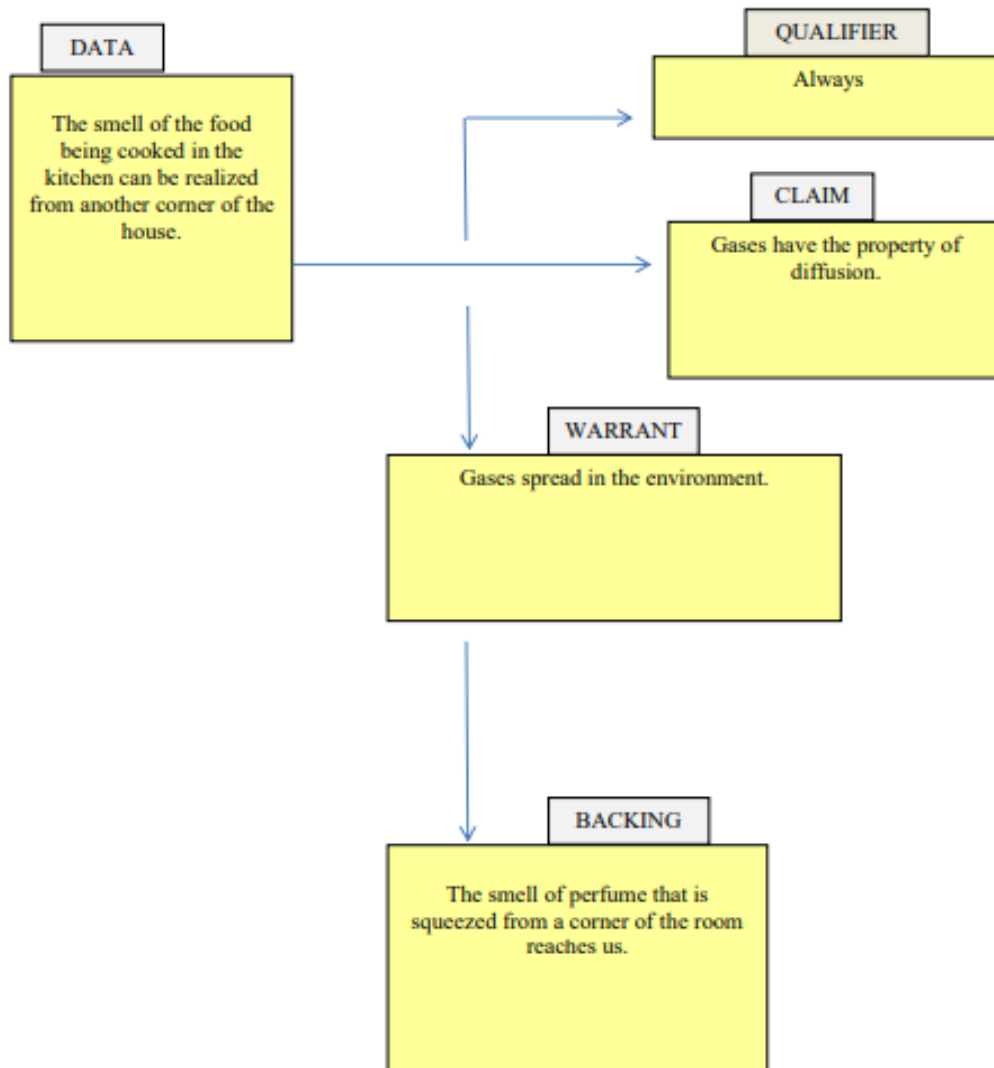 DATA
The smell of the food
being cooked in the
kitchen can be realized
from another corner of the
house.
QUALIFIER
Always
CLAIM
Gases have the property of
diffusion.
WARRANT
Gases spread in the environment.
BACKING
The smell of perfume that is
squeezed from a corner of the room
reaches us.